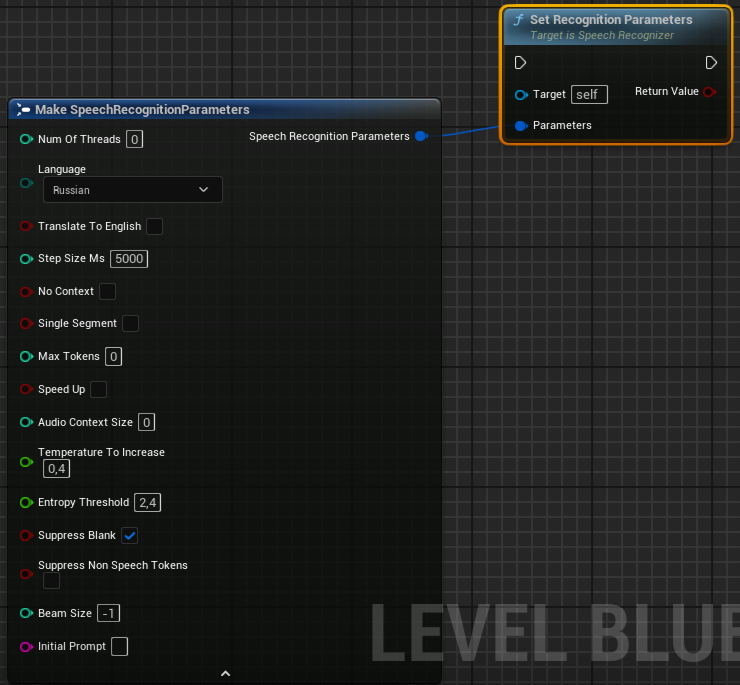 Set Recognition Parameters
Target is Speech Recognizer
Target self
Return Value
Parameters
Make SpeechRecognitionParameters
Num Of Threads 0
Speech Recognition Parameters
Language
Russian
Translate To English
Step Size Ms 5000
No Context
Single Segment
Max Tokens 0
Speed Up
Audio Context Size 0
Temperature To Increase
0,4
Entropy Threshold 2,4
Suppress Blank
Suppress Non Speech Tokens
Beam Size -1
Initial Prompt
LEVEL BLUE